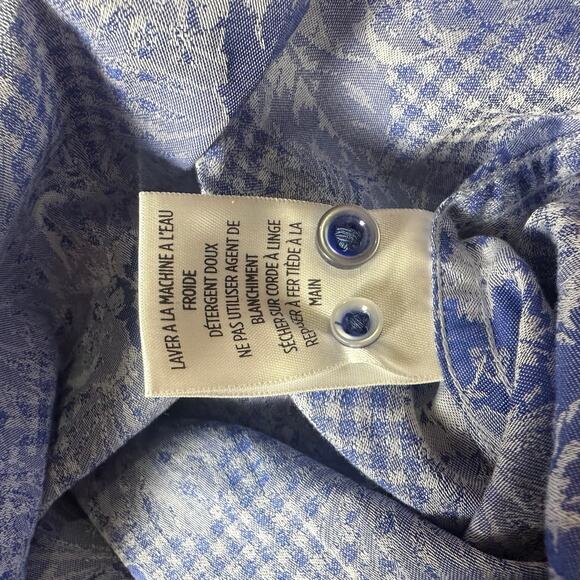 LAVER A LA MACHINE A L'EAU
FROIDE
DÉTERGENT DOUX
NE PAS UTILISER AGENT DE
BLANCHIMENT
SÉCHER SUR CORDE À LINGE
REPASSER À FER TIÈDE À LA
MAIN